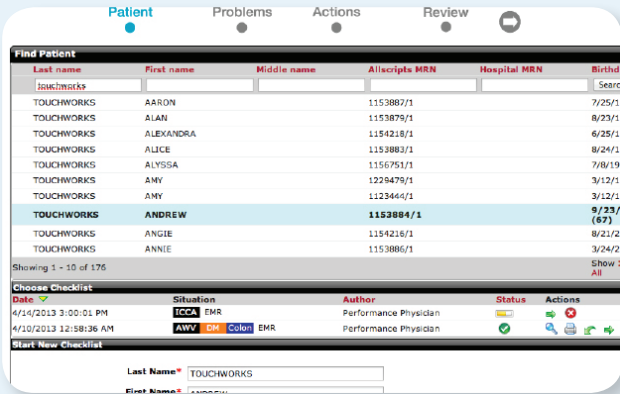 Patient Problems Actions Review
Find Patient
Last name First name Middle name Allscripts MRN Hospital MRN Birthd
touchworks Searc
TOUCHWORKS AARON 1153887/1 7/25/1
TOUCHWORKS ALAN 1153879/1 8/23/1
TOUCHWORKS ALEXANDRA 1154218/1 6/25/1
TOUCHWORKS ALICE 1153883/1 8/24/1
TOUCHWORKS ALYSSA 1156751/1 7/8/19
TOUCHWORKS AMY 1229479/1 3/12/1
TOUCHWORKS AMY 1123444/1 3/12/1
TOUCHWORKS ANDREW 1153884/1 9/23/
(67)
TOUCHWORKS ANGIE 1154216/1 8/21/2
TOUCHWORKS ANNIE 1153886/1 3/24/2
Showing 1 - 10 of 176 Show
All
Choose Checklist
Date Situation Author Status Actions
4/14/2013 3:00:01 PM ICCA EMR Performance Physician
4/10/2013 12:58:36 AM AWV DM Colon EMR Performance Physician
Start New Checklist
Last Name* TOUCHWORKS
First Name* ANDREW